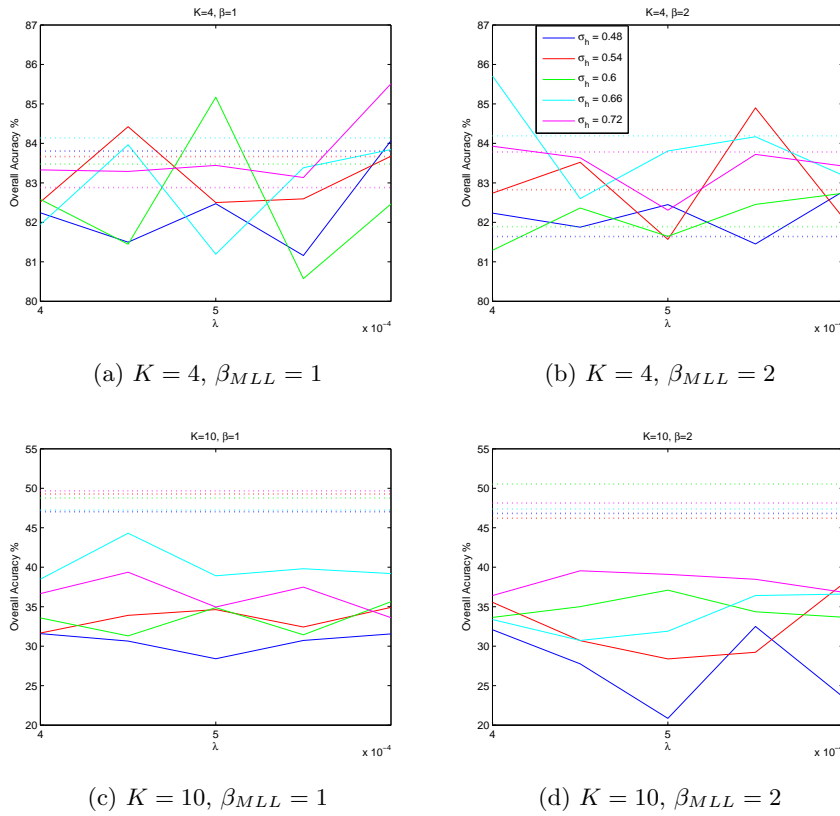 K=4, β=1
87
86
85
84
83
82
81
80
Overall Acuracy %
4
5
λ
x 10⁻⁴
(a) K = 4, β_MLL = 1
K=4, β=2
87
86
85
84
83
82
81
80
Overall Acuracy %
σ_h = 0.48
σ_h = 0.54
σ_h = 0.6
σ_h = 0.66
σ_h = 0.72
4
5
λ
x 10⁻⁴
(b) K = 4, β_MLL = 2
K=10, β=1
55
50
45
40
35
30
25
20
Overall Acuracy %
4
5
λ
x 10⁻⁴
(c) K = 10, β_MLL = 1
K=10, β=2
55
50
45
40
35
30
25
20
Overall Acuracy %
4
5
λ
x 10⁻⁴
(d) K = 10, β_MLL = 2